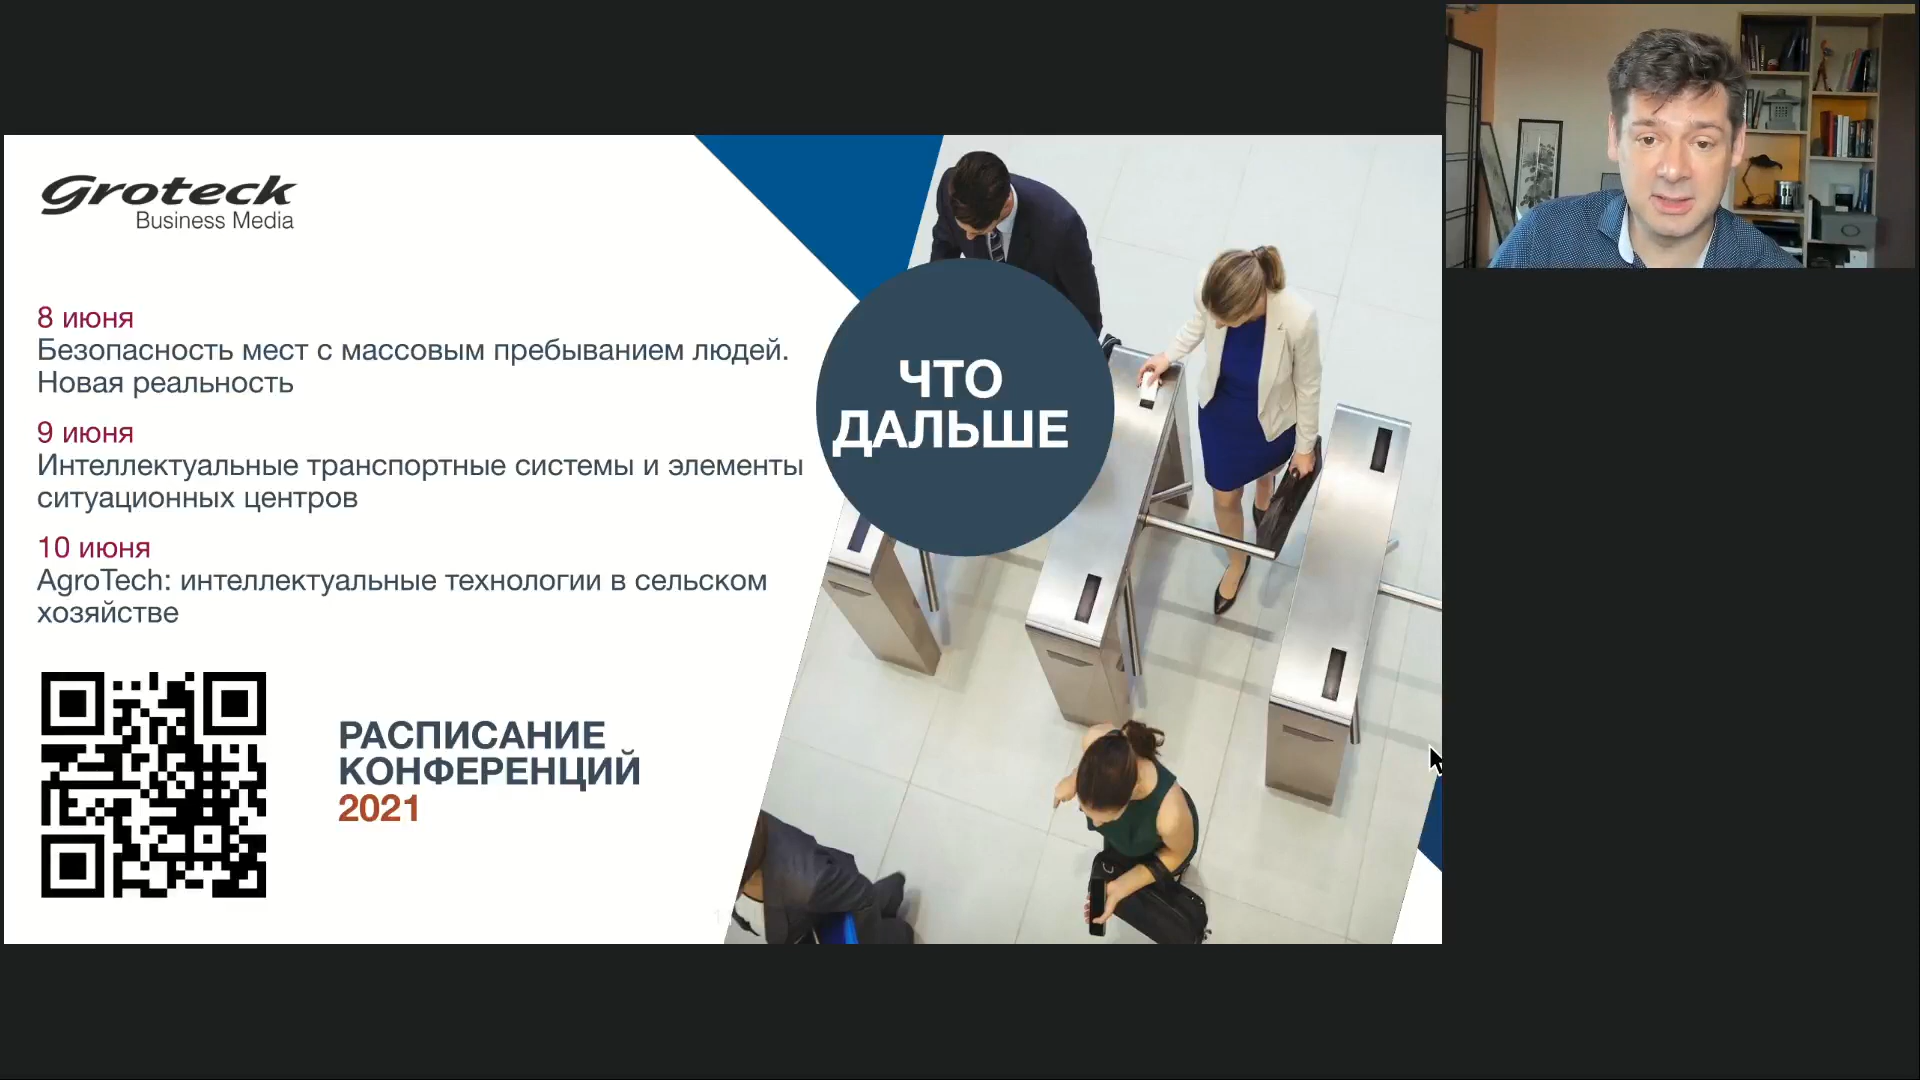 Groteck
Business Media
8 июня
Безопасность мест с массовым пребыванием людей.
Новая реальность
9 июня
Интеллектуальные транспортные системы и элементы
ситуационных центров
10 июня
AgroTech: интеллектуальные технологии в сельском
хозяйстве
ЧТО
ДАЛЬШЕ
РАСПИСАНИЕ
КОНФЕРЕНЦИЙ
2021